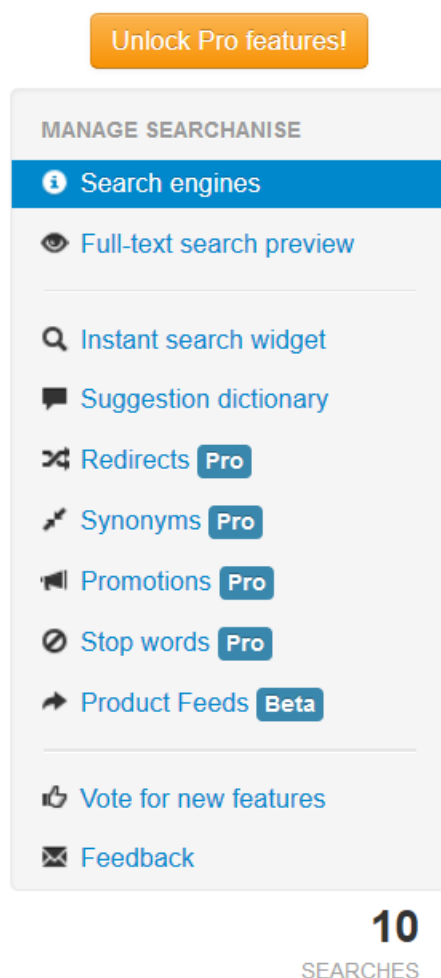 Unlock Pro features!
MANAGE SEARCHANISE
Search engines
Full-text search preview
Instant search widget
Suggestion dictionary
Redirects Pro
Synonyms Pro
Promotions Pro
Stop words Pro
Product Feeds Beta
Vote for new features
Feedback
10
SEARCHES